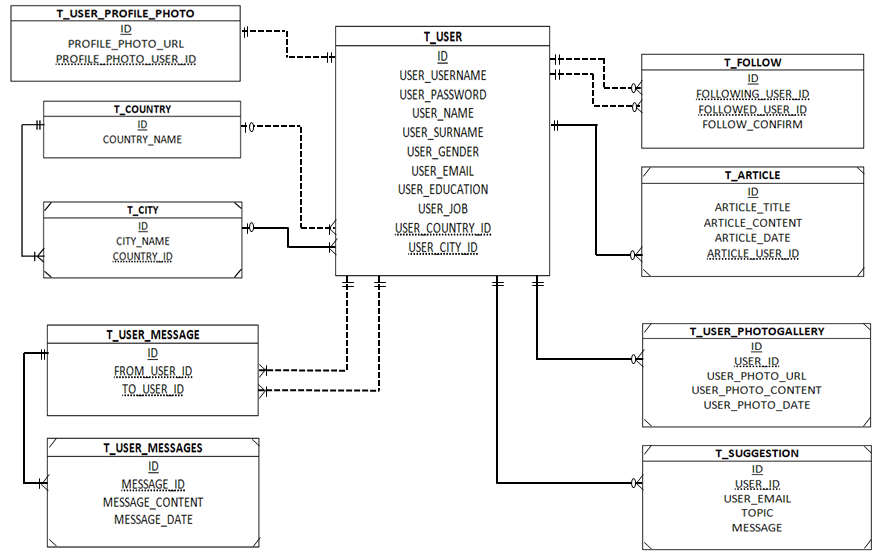 T_USER_PROFILE_PHOTO
ID
PROFILE_PHOTO_URL
PROFILE_PHOTO_USER_ID
T_COUNTRY
ID
COUNTRY_NAME
T_CITY
ID
CITY_NAME
COUNTRY_ID
T_USER_MESSAGE
ID
FROM_USER_ID
TO_USER_ID
T_USER_MESSAGES
ID
MESSAGE_ID
MESSAGE_CONTENT
MESSAGE_DATE
T_USER
ID
USER_USERNAME
USER_PASSWORD
USER_NAME
USER_SURNAME
USER_GENDER
USER_EMAIL
USER_EDUCATION
USER_JOB
USER_COUNTRY_ID
USER_CITY_ID
T_FOLLOW
ID
FOLLOWING_USER_ID
FOLLOWED_USER_ID
FOLLOW_CONFIRM
T_ARTICLE
ID
ARTICLE_TITLE
ARTICLE_CONTENT
ARTICLE_DATE
ARTICLE_USER_ID
T_USER_PHOTOGALLERY
ID
USER_ID
USER_PHOTO_URL
USER_PHOTO_CONTENT
USER_PHOTO_DATE
T_SUGGESTION
ID
USER_ID
USER_EMAIL
TOPIC
MESSAGE